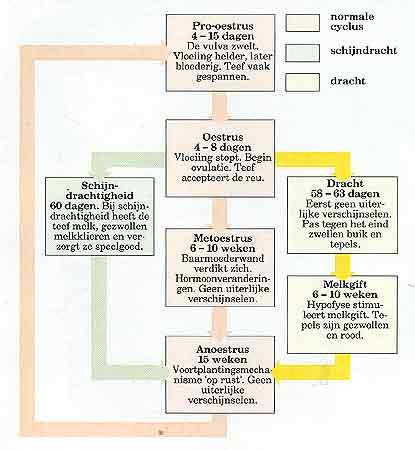 Pro-oestrus
4 – 15 dagen
De vulva zwelt.
Vloeiing helder, later
bloederig. Teef vaak
gespannen.
normale
cyclus
schijndracht
dracht
Oestrus
4 – 8 dagen
Vloeiing stopt. Begin
ovulatie. Teef
accepteert de reu.
Schijn-
drachtigheid
60 dagen. Bij schijn-
drachtigheid heeft de
teef melk, gezwollen
melkklieren en ver-
zorgt ze speelgoed.
Metoestrus
6 – 10 weken
Baarmoederwand
verdikt zich.
Hormoonveranderin-
gen. Geen uiterlijke
verschijnselen.
Dracht
58 – 63 dagen
Eerst geen uiter-
lijke verschijnselen.
Pas tegen het eind
zwellen buik en
tepels.
Melkgift
6 – 10 weken
Hypofyse stimu-
leert melkgift. Te-
pels zijn gezwollen
en rood.
Anoestrus
15 weken
Voortplantingsmecha-
nisme 'op rust'. Geen
uiterlijke
verschijnselen.